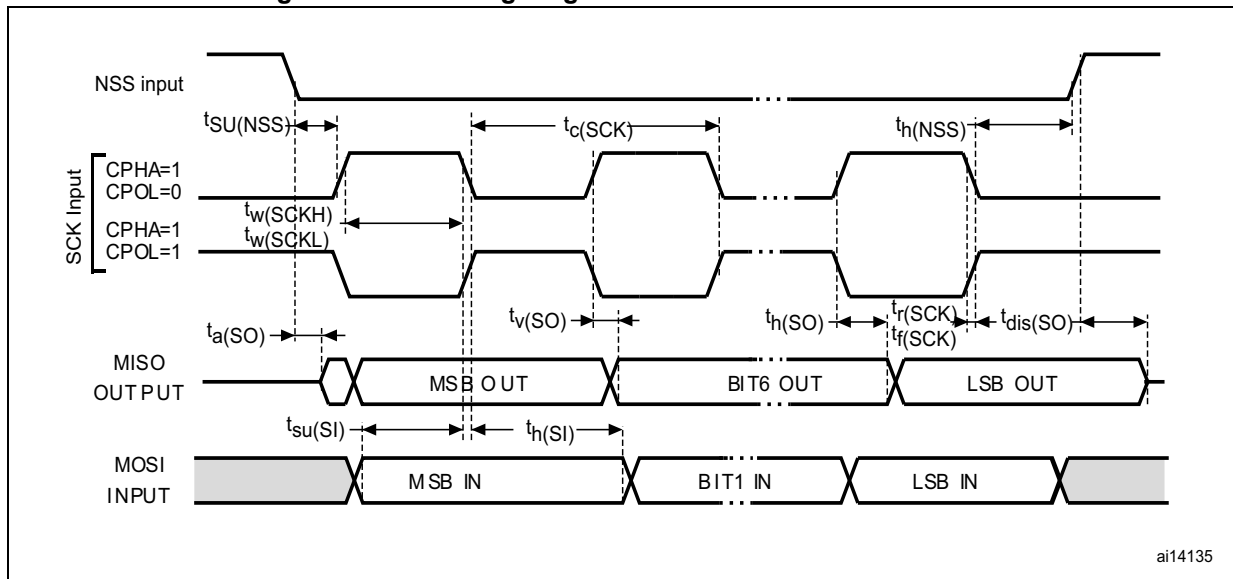 NSS input
tSU(NSS)
tc(SCK)
th(NSS)
SCK Input
CPHA=1
CPOL=0
tw(SCKH)
CPHA=1
tw(SCKL)
CPOL=1
ta(SO)
tv(SO)
th(SO)
tr(SCK)
tf(SCK)
tdis(SO)
MISO
OUTPUT
MSB OUT
BIT6 OUT
LSB OUT
tsu(SI)
th(SI)
MOSI
INPUT
MSB IN
BIT1 IN
LSB IN
ai14135